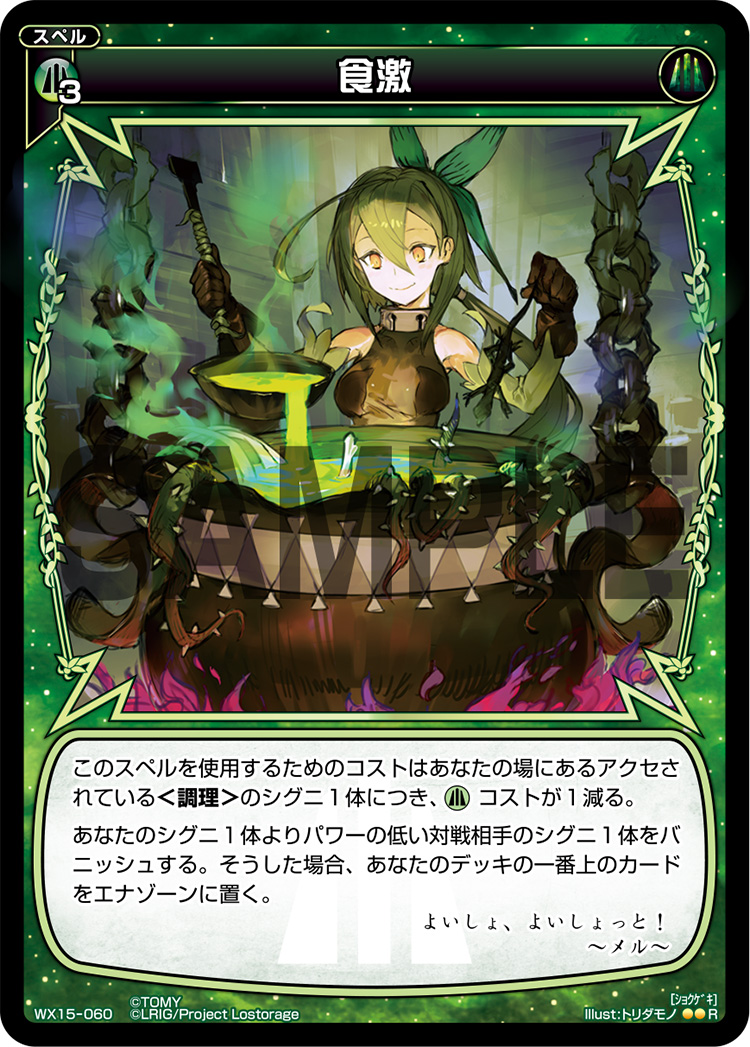 スペル
3
食激
SAMPLE
このスペルを使用するためのコストはあなたの場にあるアクセさ
れている<調理>のシグニ1体につき、 コストが1減る。
あなたのシグニ1体よりパワーの低い対戦相手のシグニ1体をバ
ニッシュする。そうした場合、あなたのデッキの一番上のカード
をエナゾーンに置く。
よいしょ、よいしょっと!
~メル~
WX15-060 ©TOMY
©LRIG/Project Lostorage
[ショクゲキ]
Illust:トリダモノ R